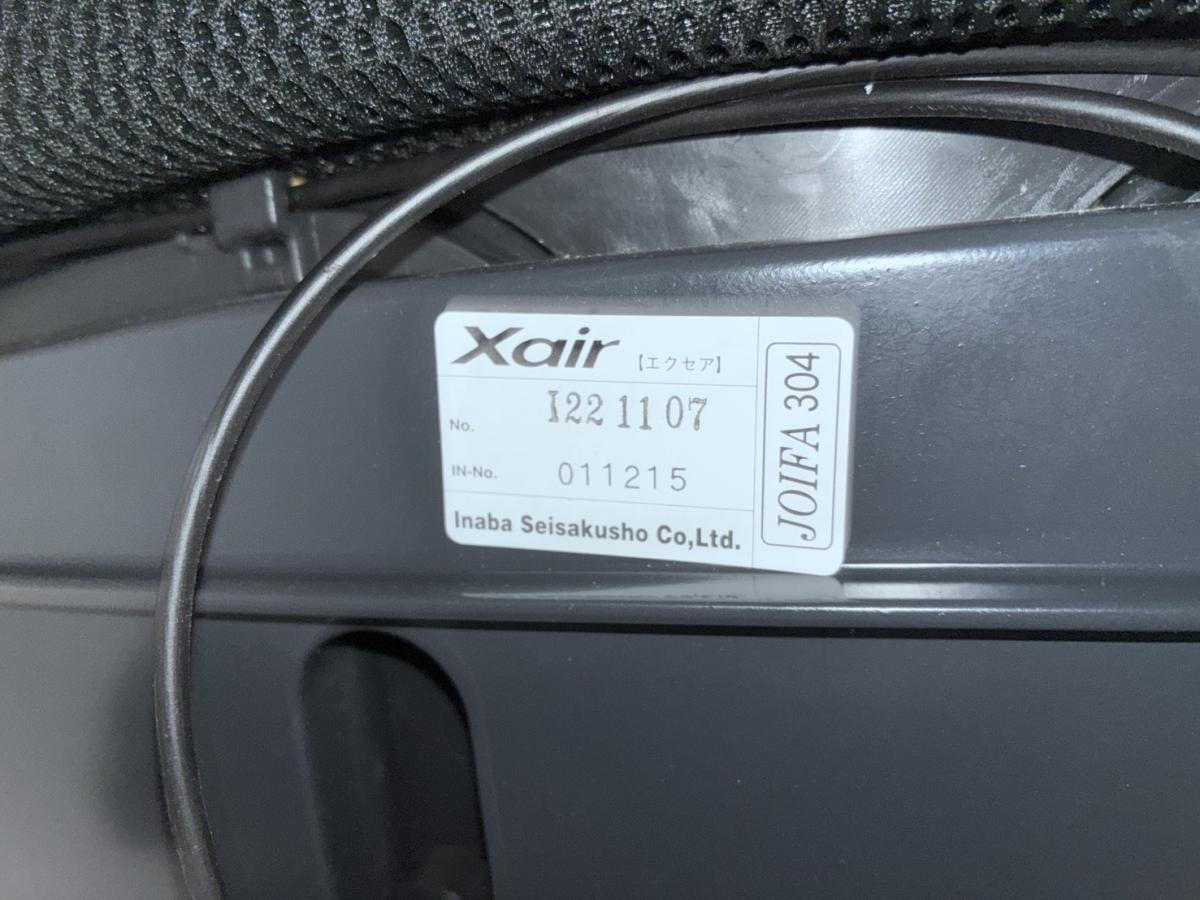 Xair 【エクセア】
No. I22 11 07
IN-No. 011215
Inaba Seisakusho Co,Ltd.
JOIFA 304